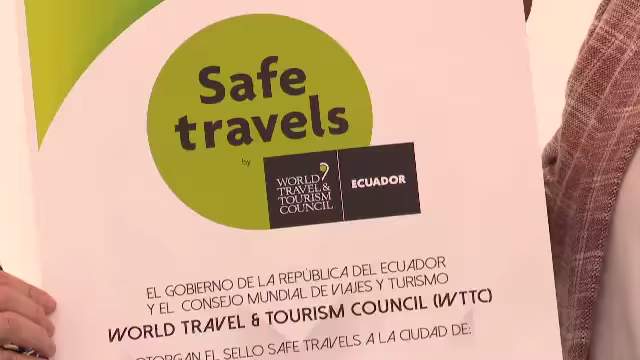 Safe
travels
by
WORLD
TRAVEL &
TOURISM
COUNCIL
ECUADOR
EL GOBIERNO DE LA REPÚBLICA DEL ECUADOR
Y EL CONSEJO MUNDIAL DE VIAJES Y TURISMO
WORLD TRAVEL & TOURISM COUNCIL (WTTC)
OTORGAN EL SELLO SAFE TRAVELS A LA CIUDAD DE: